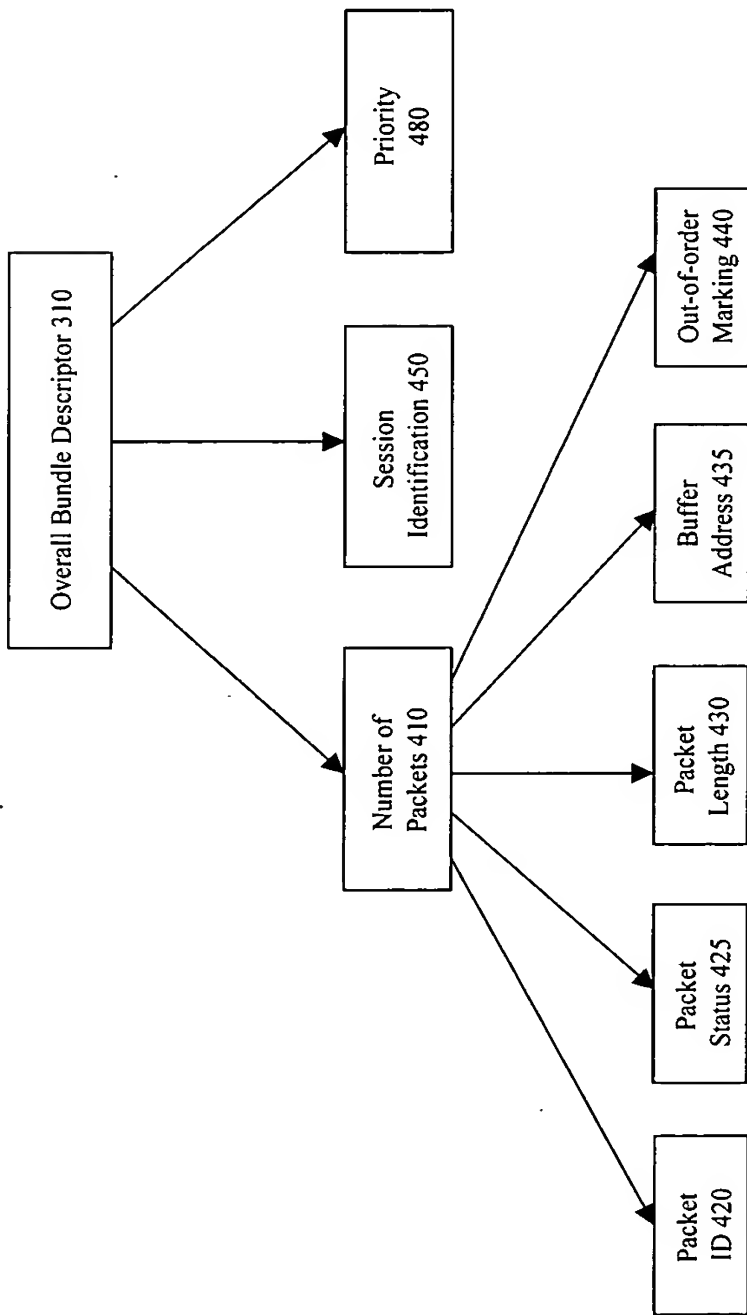 Overall Bundle Descriptor 310
Number of
Packets 410
Session
Identification 450
Priority
480
Packet
ID 420
Packet
Status 425
Packet
Length 430
Buffer
Address 435
Out-of-order
Marking 440